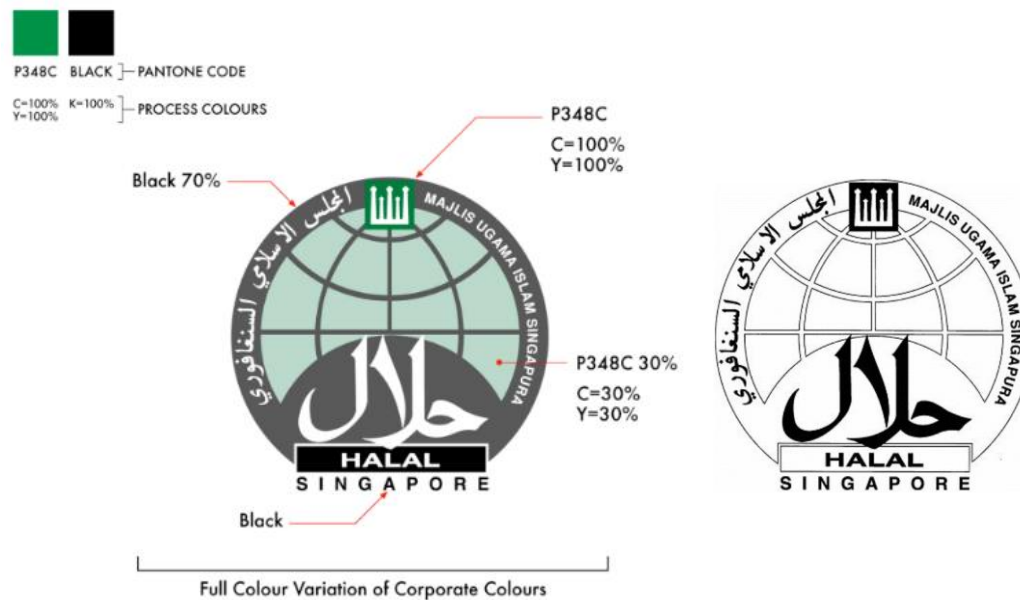 P348C BLACK PANTONE CODE
C=100% K=100% PROCESS COLOURS
Y=100%
P348C
C=100%
Y=100%
Black 70%
المجلس الاسلامي السنغافوري
MAJLIS UGAMA ISLAM SINGAPURA
حلال
HALAL
SINGAPORE
P348C 30%
C=30%
Y=30%
Black
Full Colour Variation of Corporate Colours
المجلس الاسلامي السنغافوري
MAJLIS UGAMA ISLAM SINGAPURA
حلال
HALAL
SINGAPORE